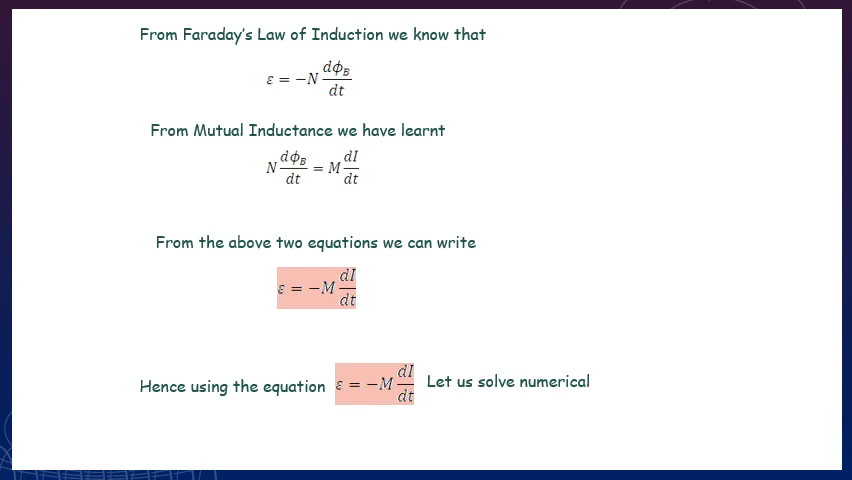 From Faraday's Law of Induction we know that
ε = −N dϕ_B/dt
From Mutual Inductance we have learnt
N dϕ_B/dt = M dI/dt
From the above two equations we can write
ε = −M dI/dt
Hence using the equation ε = −M dI/dt Let us solve numerical